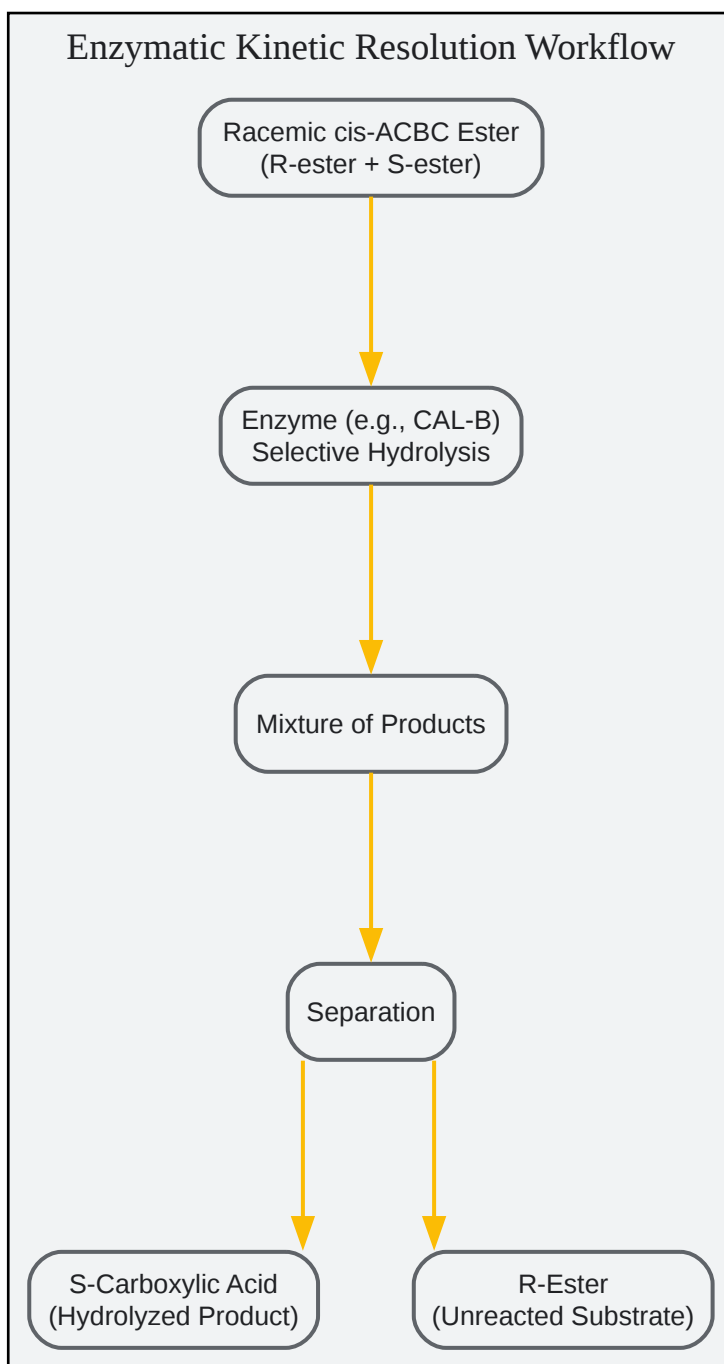 Enzymatic Kinetic Resolution Workflow
Racemic cis-ACBC Ester
(R-ester + S-ester)
Enzyme (e.g., CAL-B)
Selective Hydrolysis
Mixture of Products
Separation
S-Carboxylic Acid
(Hydrolyzed Product)
R-Ester
(Unreacted Substrate)